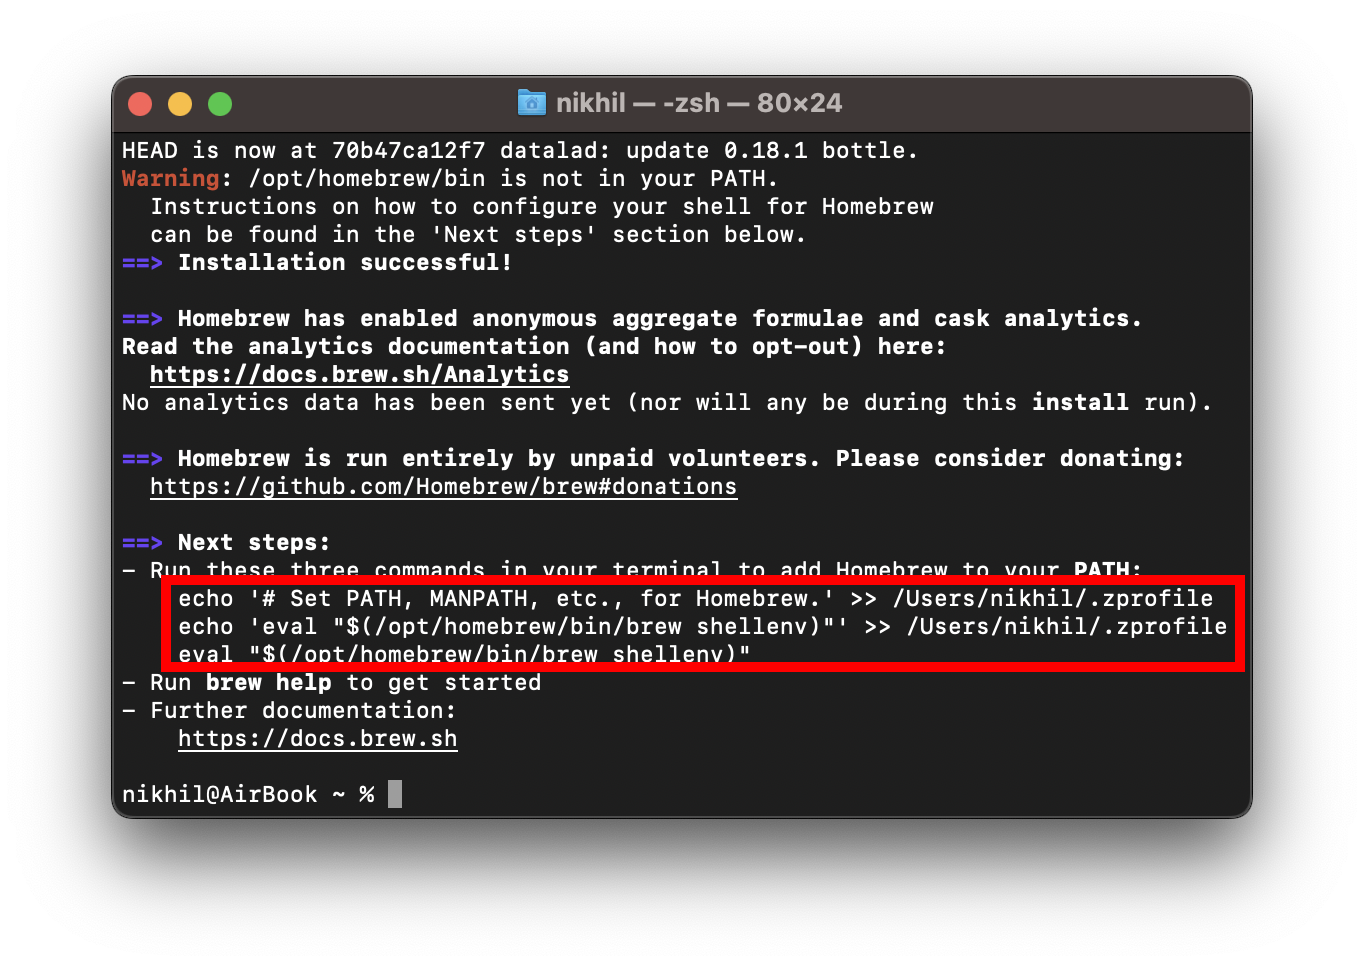 nikhil — -zsh — 80×24
HEAD is now at 70b47ca12f7 datalad: update 0.18.1 bottle.
Warning: /opt/homebrew/bin is not in your PATH.
  Instructions on how to configure your shell for Homebrew
  can be found in the 'Next steps' section below.
==> Installation successful!
==> Homebrew has enabled anonymous aggregate formulae and cask analytics.
Read the analytics documentation (and how to opt-out) here:
  https://docs.brew.sh/Analytics
No analytics data has been sent yet (nor will any be during this install run).
==> Homebrew is run entirely by unpaid volunteers. Please consider donating:
  https://github.com/Homebrew/brew#donations
==> Next steps:
- Run these three commands in your terminal to add Homebrew to your PATH:
    echo '# Set PATH, MANPATH, etc., for Homebrew.' >> /Users/nikhil/.zprofile
    echo 'eval "$(/opt/homebrew/bin/brew shellenv)"' >> /Users/nikhil/.zprofile
    eval "$(/opt/homebrew/bin/brew shellenv)"
- Run brew help to get started
- Further documentation:
    https://docs.brew.sh
nikhil@AirBook ~ %